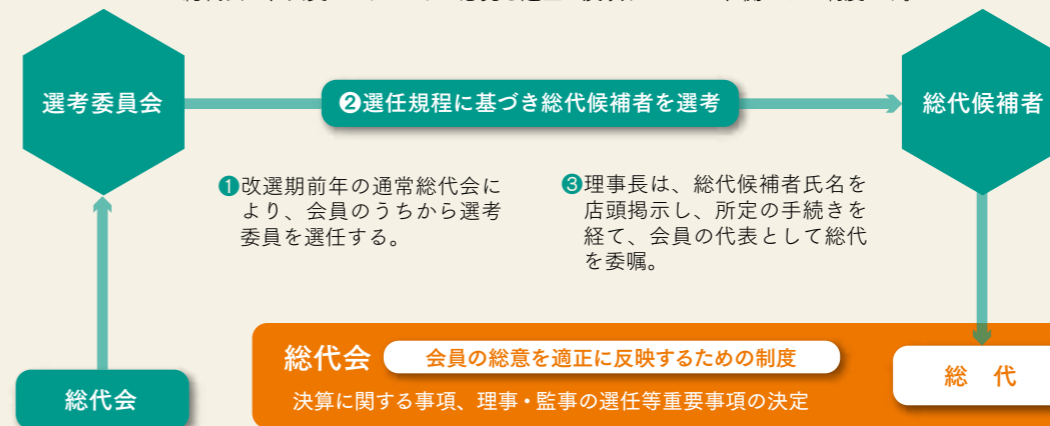 選考委員会
❷選任規程に基づき総代候補者を選考
総代候補者
❶改選期前年の通常総代会に
より、会員のうちから選考
委員を選任する。
❸理事長は、総代候補者氏名を
店頭掲示し、所定の手続きを
経て、会員の代表として総代
を委嘱。
総代会
総代会 会員の総意を適正に反映するための制度
決算に関する事項、理事・監事の選任等重要事項の決定
総 代